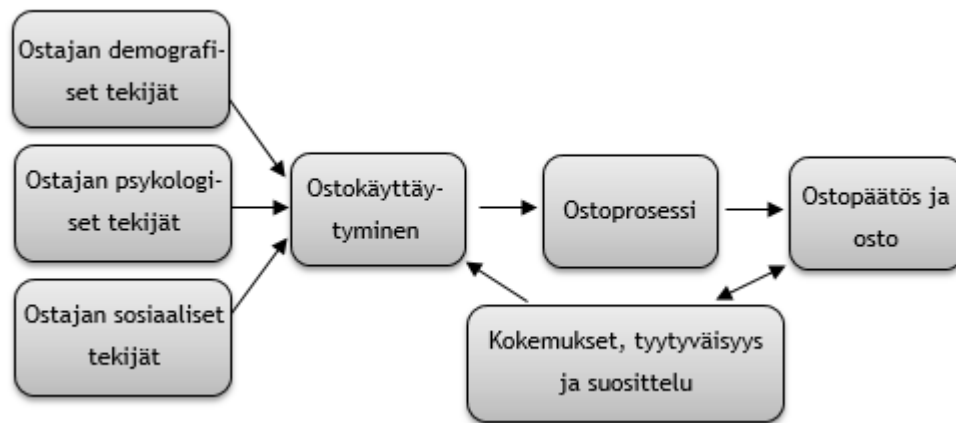 Ostajan demografi-
set tekijät
Ostajan psykologi-
set tekijät
Ostajan sosiaaliset
tekijät
Ostokäyttäy-
tyminen
Ostoprosessi
Ostopäätös ja
osto
Kokemukset, tyytyväisyys
ja suosittelu